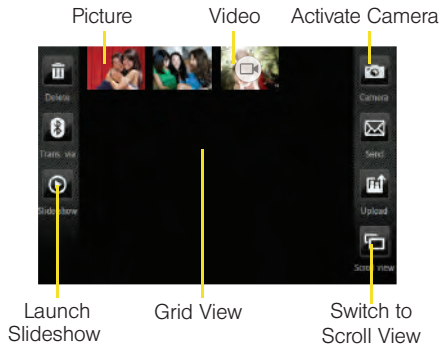 Picture
Video
Activate Camera
Delete
Camera
Trans. via
Send
Slideshow
Upload
Scroll view
Launch
Slideshow
Grid View
Switch to
Scroll View